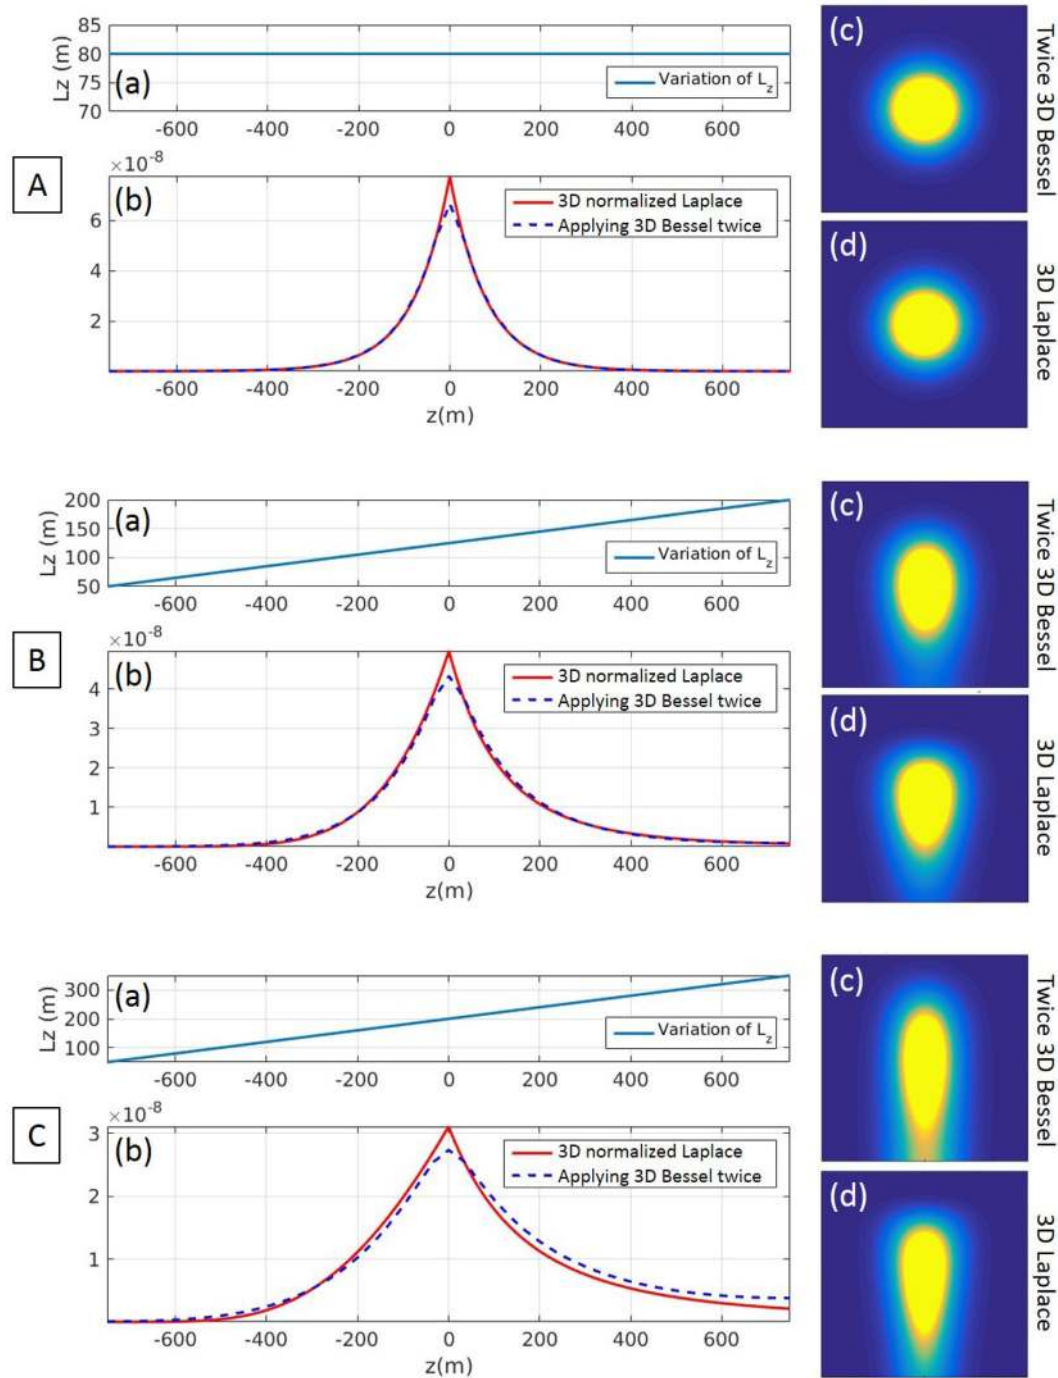 A
85
80
75
70
Lz (m)
(a)
Variation of L_z
-600 -400 -200 0 200 400 600
×10⁻⁸
(b)
3D normalized Laplace
Applying 3D Bessel twice
6
4
2
-600 -400 -200 0 200 400 600
z(m)
(c)
Twice 3D Bessel
(d)
3D Laplace
B
200
150
100
50
Lz (m)
(a)
Variation of L_z
-600 -400 -200 0 200 400 600
×10⁻⁸
(b)
3D normalized Laplace
Applying 3D Bessel twice
4
3
2
1
-600 -400 -200 0 200 400 600
z(m)
(c)
Twice 3D Bessel
(d)
3D Laplace
C
300
200
100
Lz (m)
(a)
Variation of L_z
-600 -400 -200 0 200 400 600
×10⁻⁸
(b)
3D normalized Laplace
Applying 3D Bessel twice
3
2
1
-600 -400 -200 0 200 400 600
z(m)
(c)
Twice 3D Bessel
(d)
3D Laplace